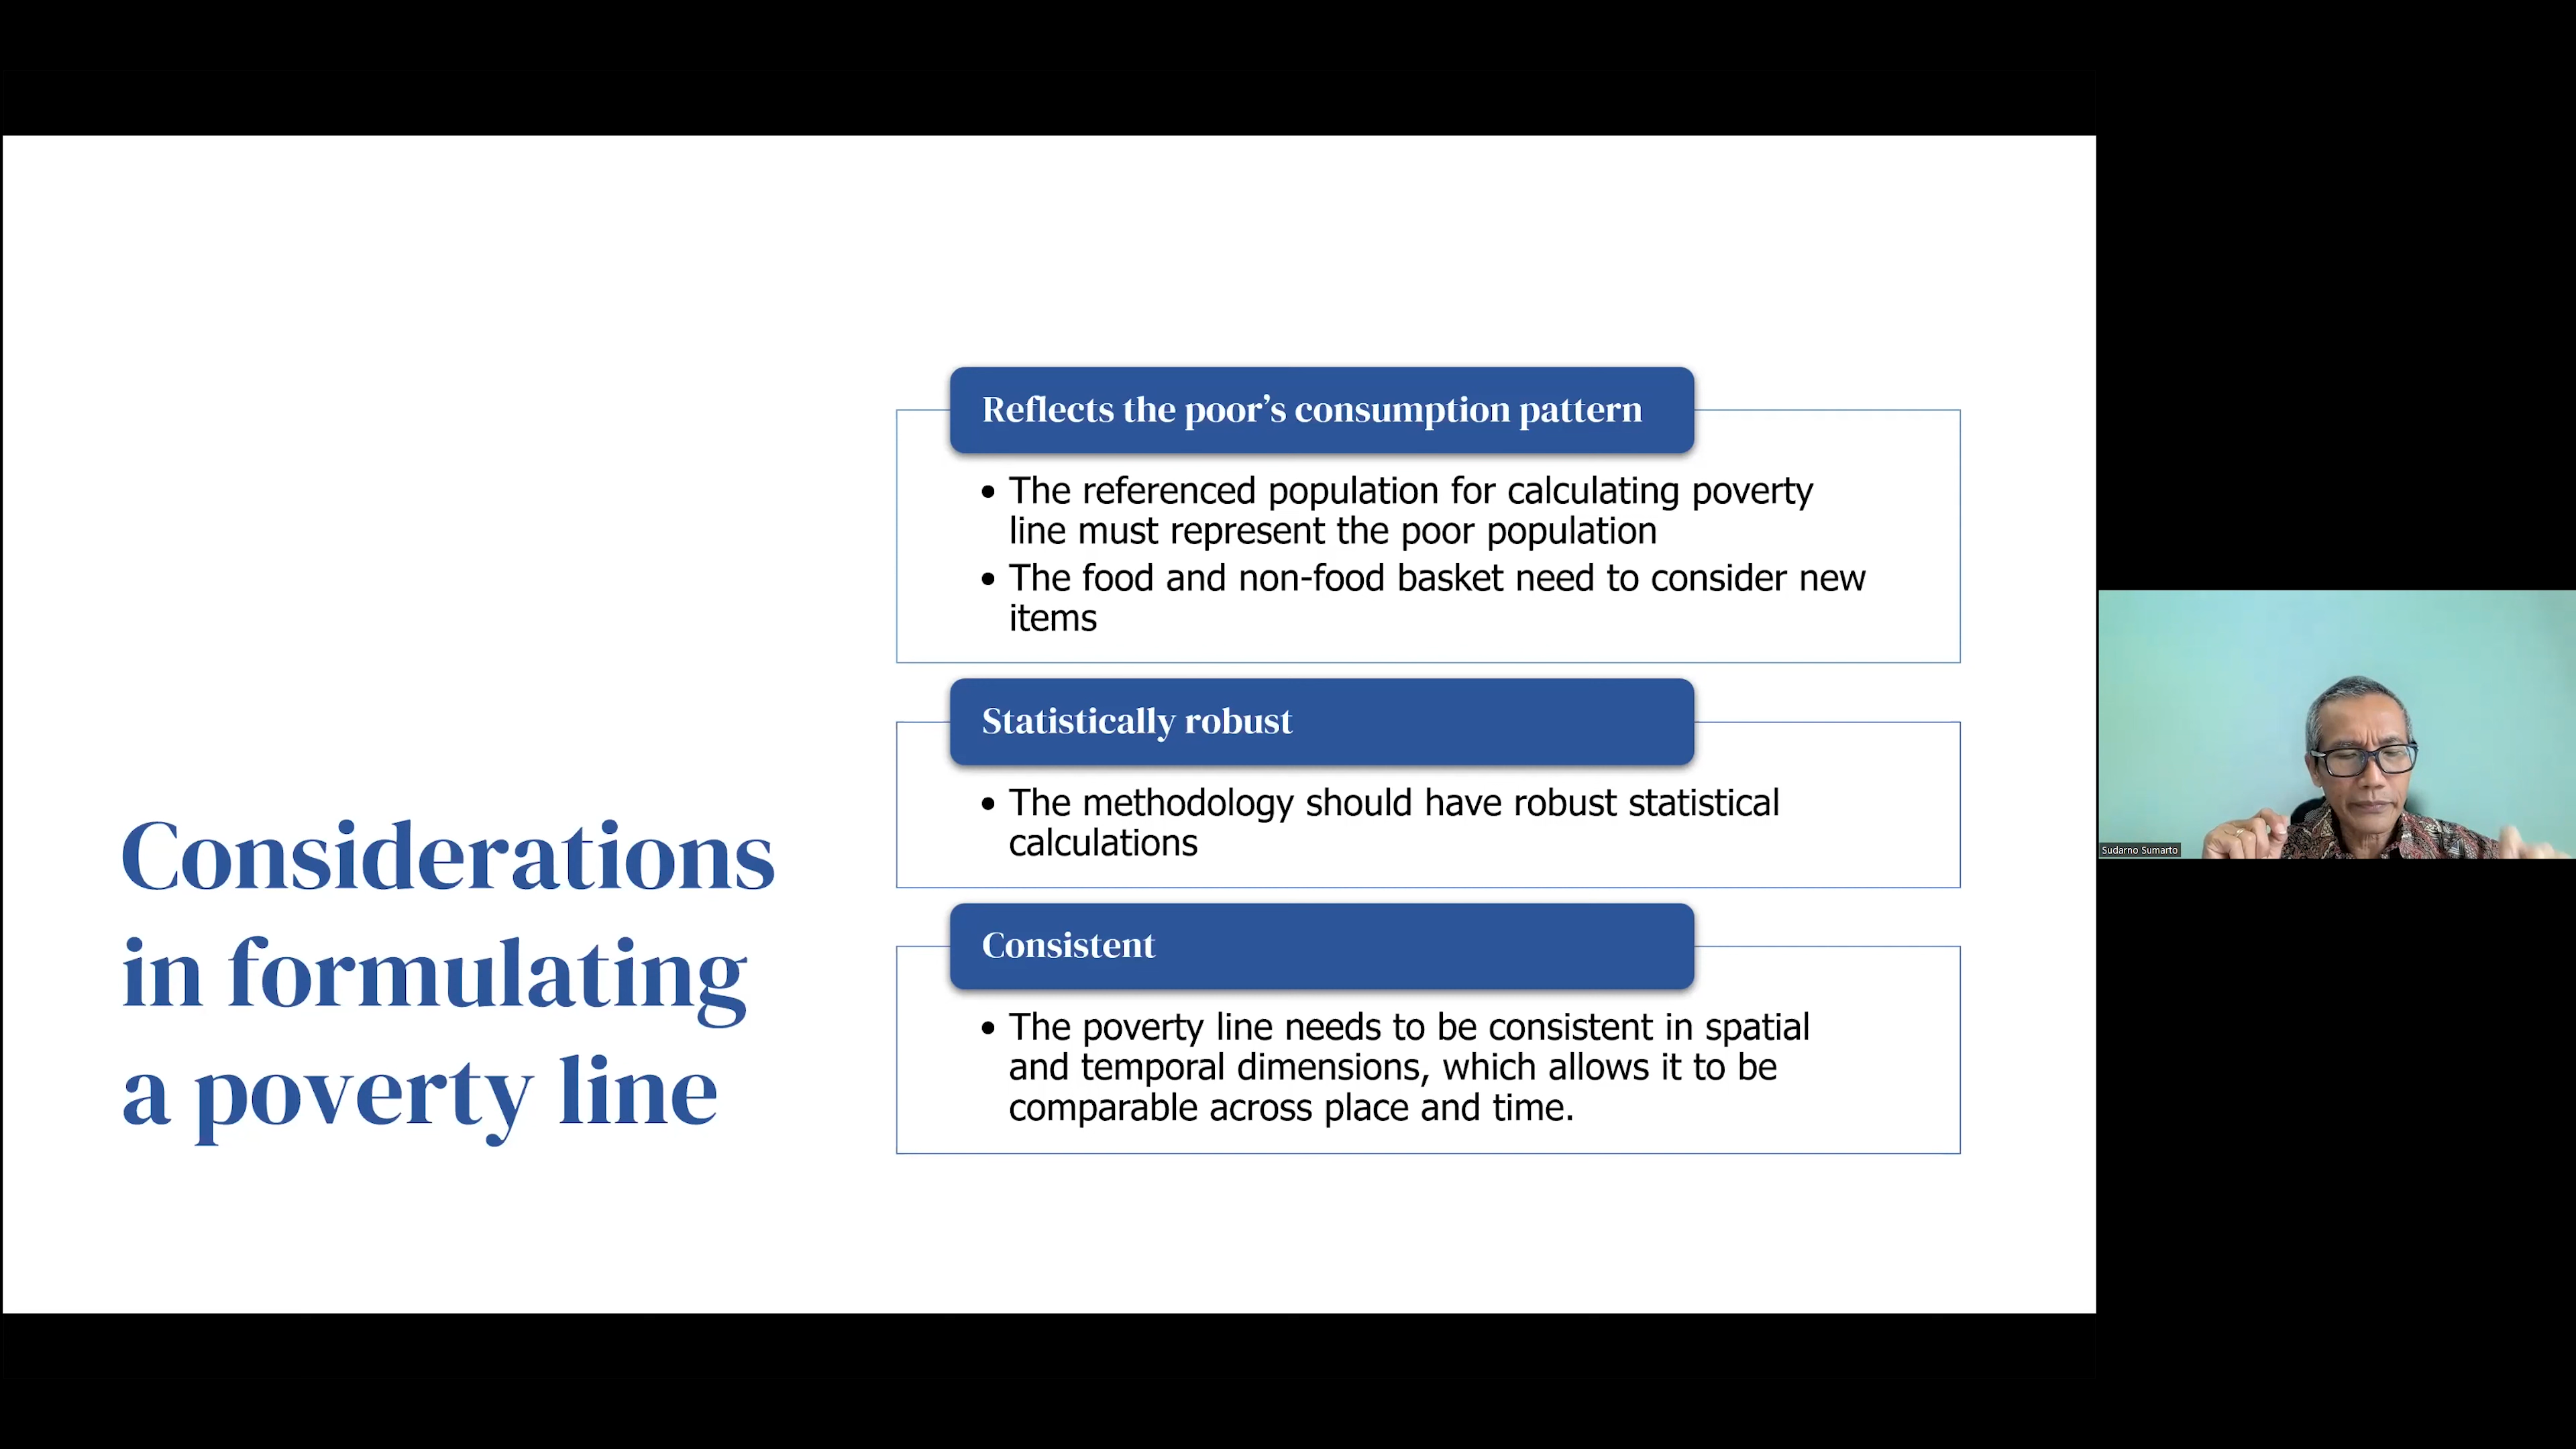 Considerations
in formulating
a poverty line
Reflects the poor’s consumption pattern
• The referenced population for calculating poverty
line must represent the poor population
• The food and non-food basket need to consider new
items
Statistically robust
• The methodology should have robust statistical
calculations
Consistent
• The poverty line needs to be consistent in spatial
and temporal dimensions, which allows it to be
comparable across place and time.
Sudarno Sumarto